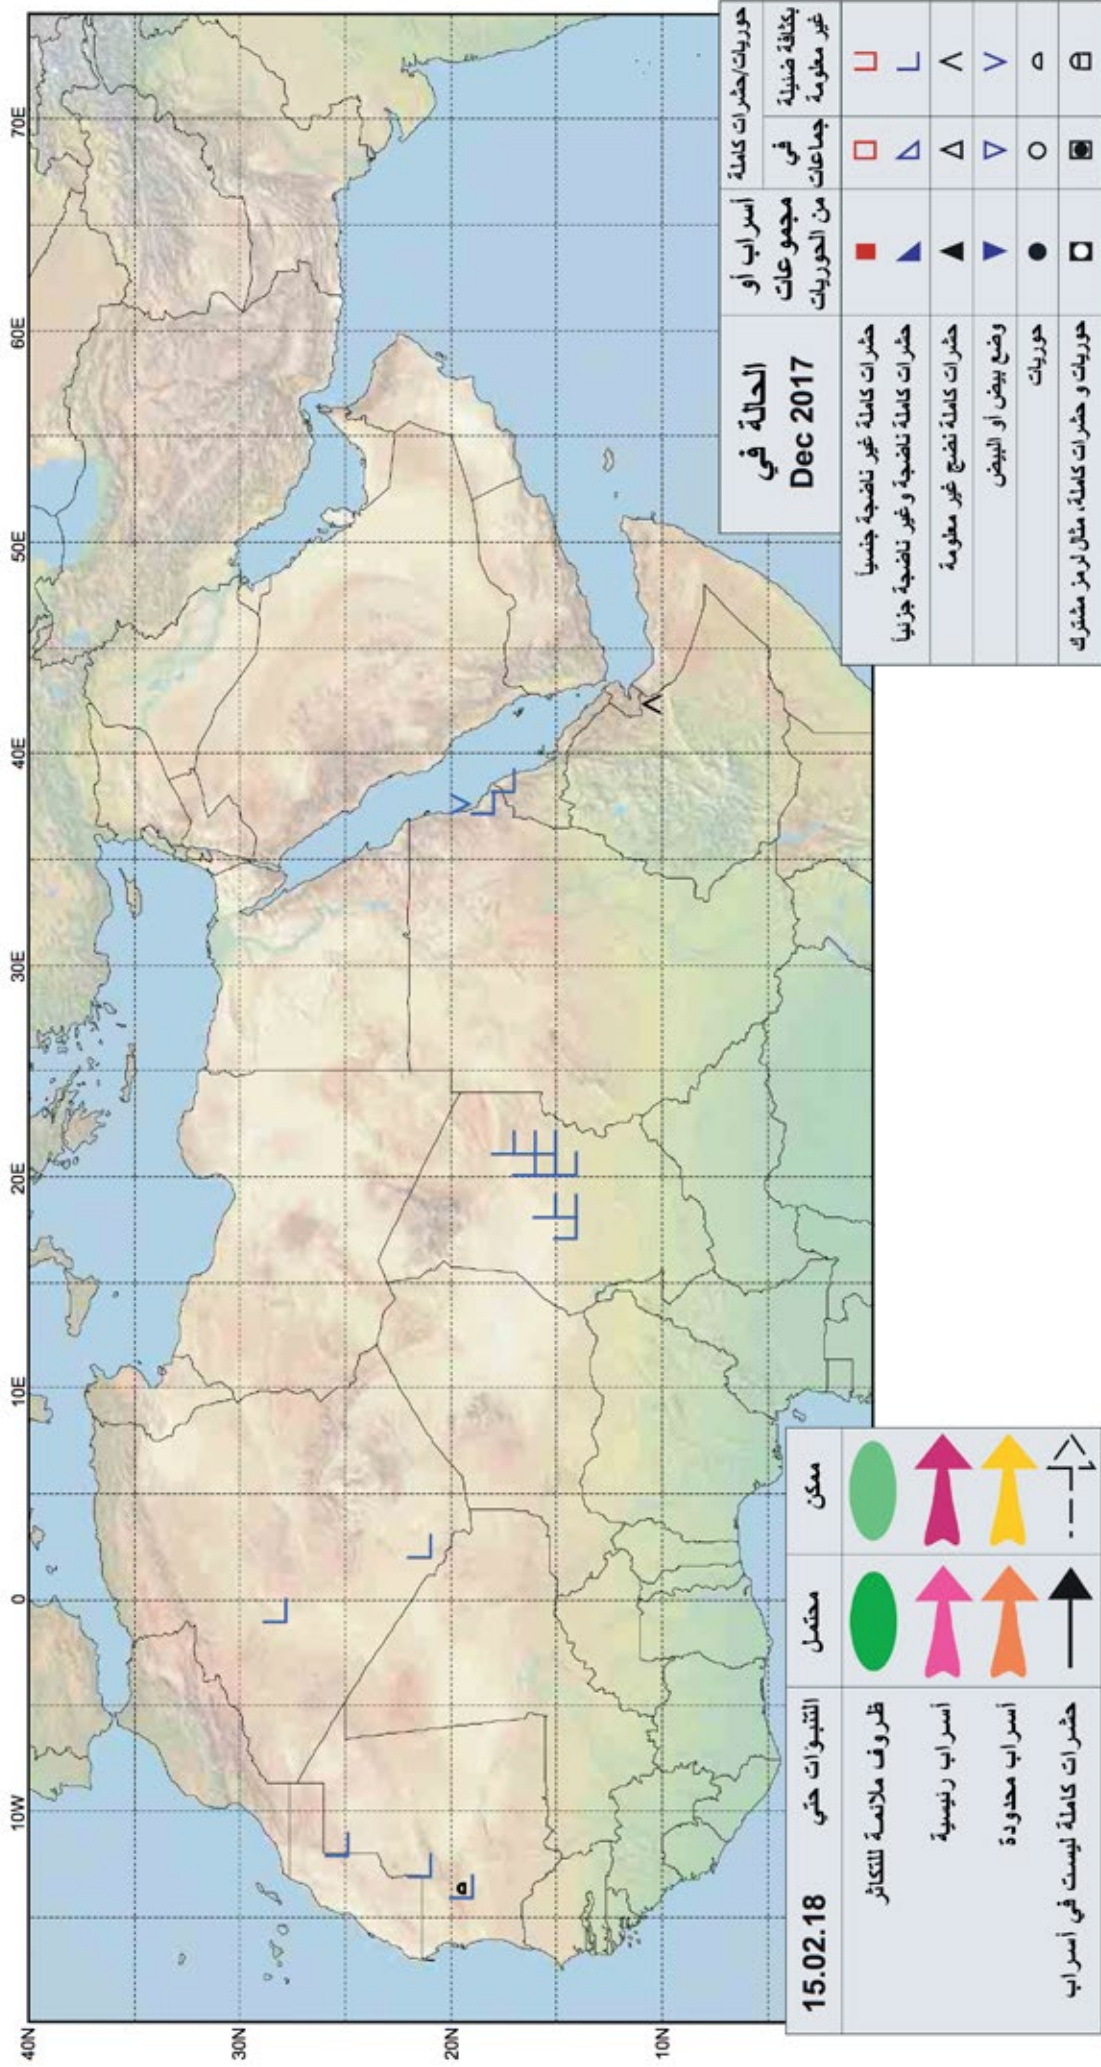 40N
30N
20N
10N
10W
0
10E
20E
30E
40E
50E
60E
70E
التنبوات حتي
15.02.18
محتمل
ممكن
ظروف ملائمة للتكاثر
أسراب رئيسية
أسراب محدودة
حشرات كاملة ليست في أسراب
الحالة في
Dec 2017
أسراب أو
مجموعات
من الحوريات
حوريات/حشرات كاملة
في
جماعات
بكثافة ضئيلة
غير معلومة
حشرات كاملة غير ناضجة جنسياً
حشرات كاملة ناضجة وغير ناضجة جزئياً
حشرات كاملة نضج غير معلومة
وضع بيض أو البيض
حوريات
حوريات و حشرات كاملة، مثال لرمز مشترك